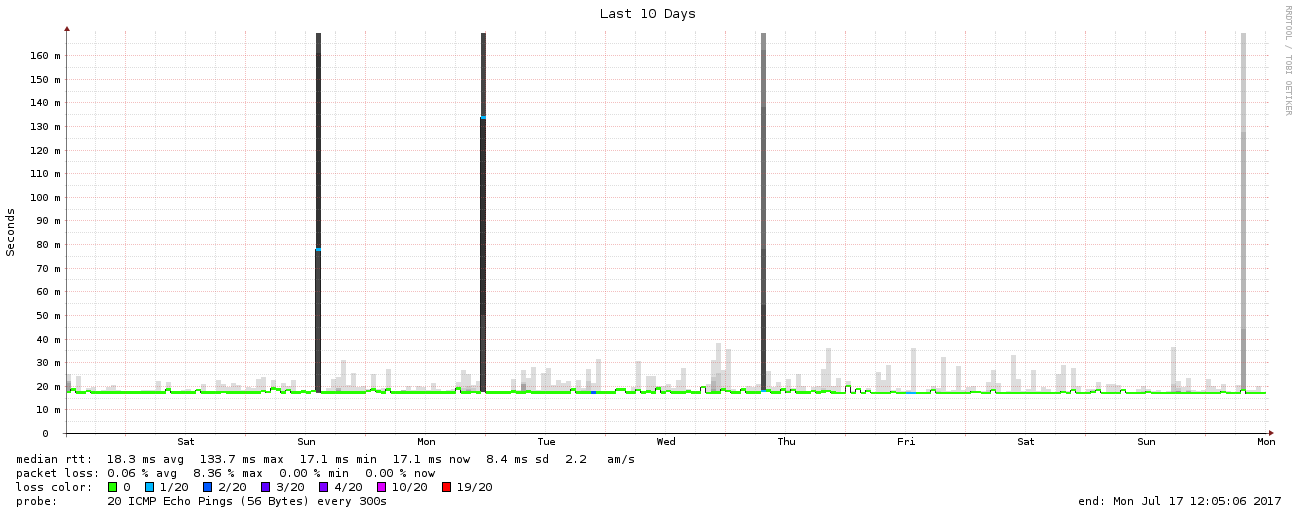 Last 10 Days
RRDTOOL / TOBI OETIKER
Seconds
160 m
150 m
140 m
130 m
120 m
110 m
100 m
90 m
80 m
70 m
60 m
50 m
40 m
30 m
20 m
10 m
0
Sat Sun Mon Tue Wed Thu Fri Sat Sun Mon
median rtt: 18.3 ms avg 133.7 ms max 17.1 ms min 17.1 ms now 8.4 ms sd 2.2 am/s
packet loss: 0.06 % avg 8.36 % max 0.00 % min 0.00 % now
loss color: 0 1/20 2/20 3/20 4/20 10/20 19/20
probe: 20 ICMP Echo Pings (56 Bytes) every 300s end: Mon Jul 17 12:05:06 2017